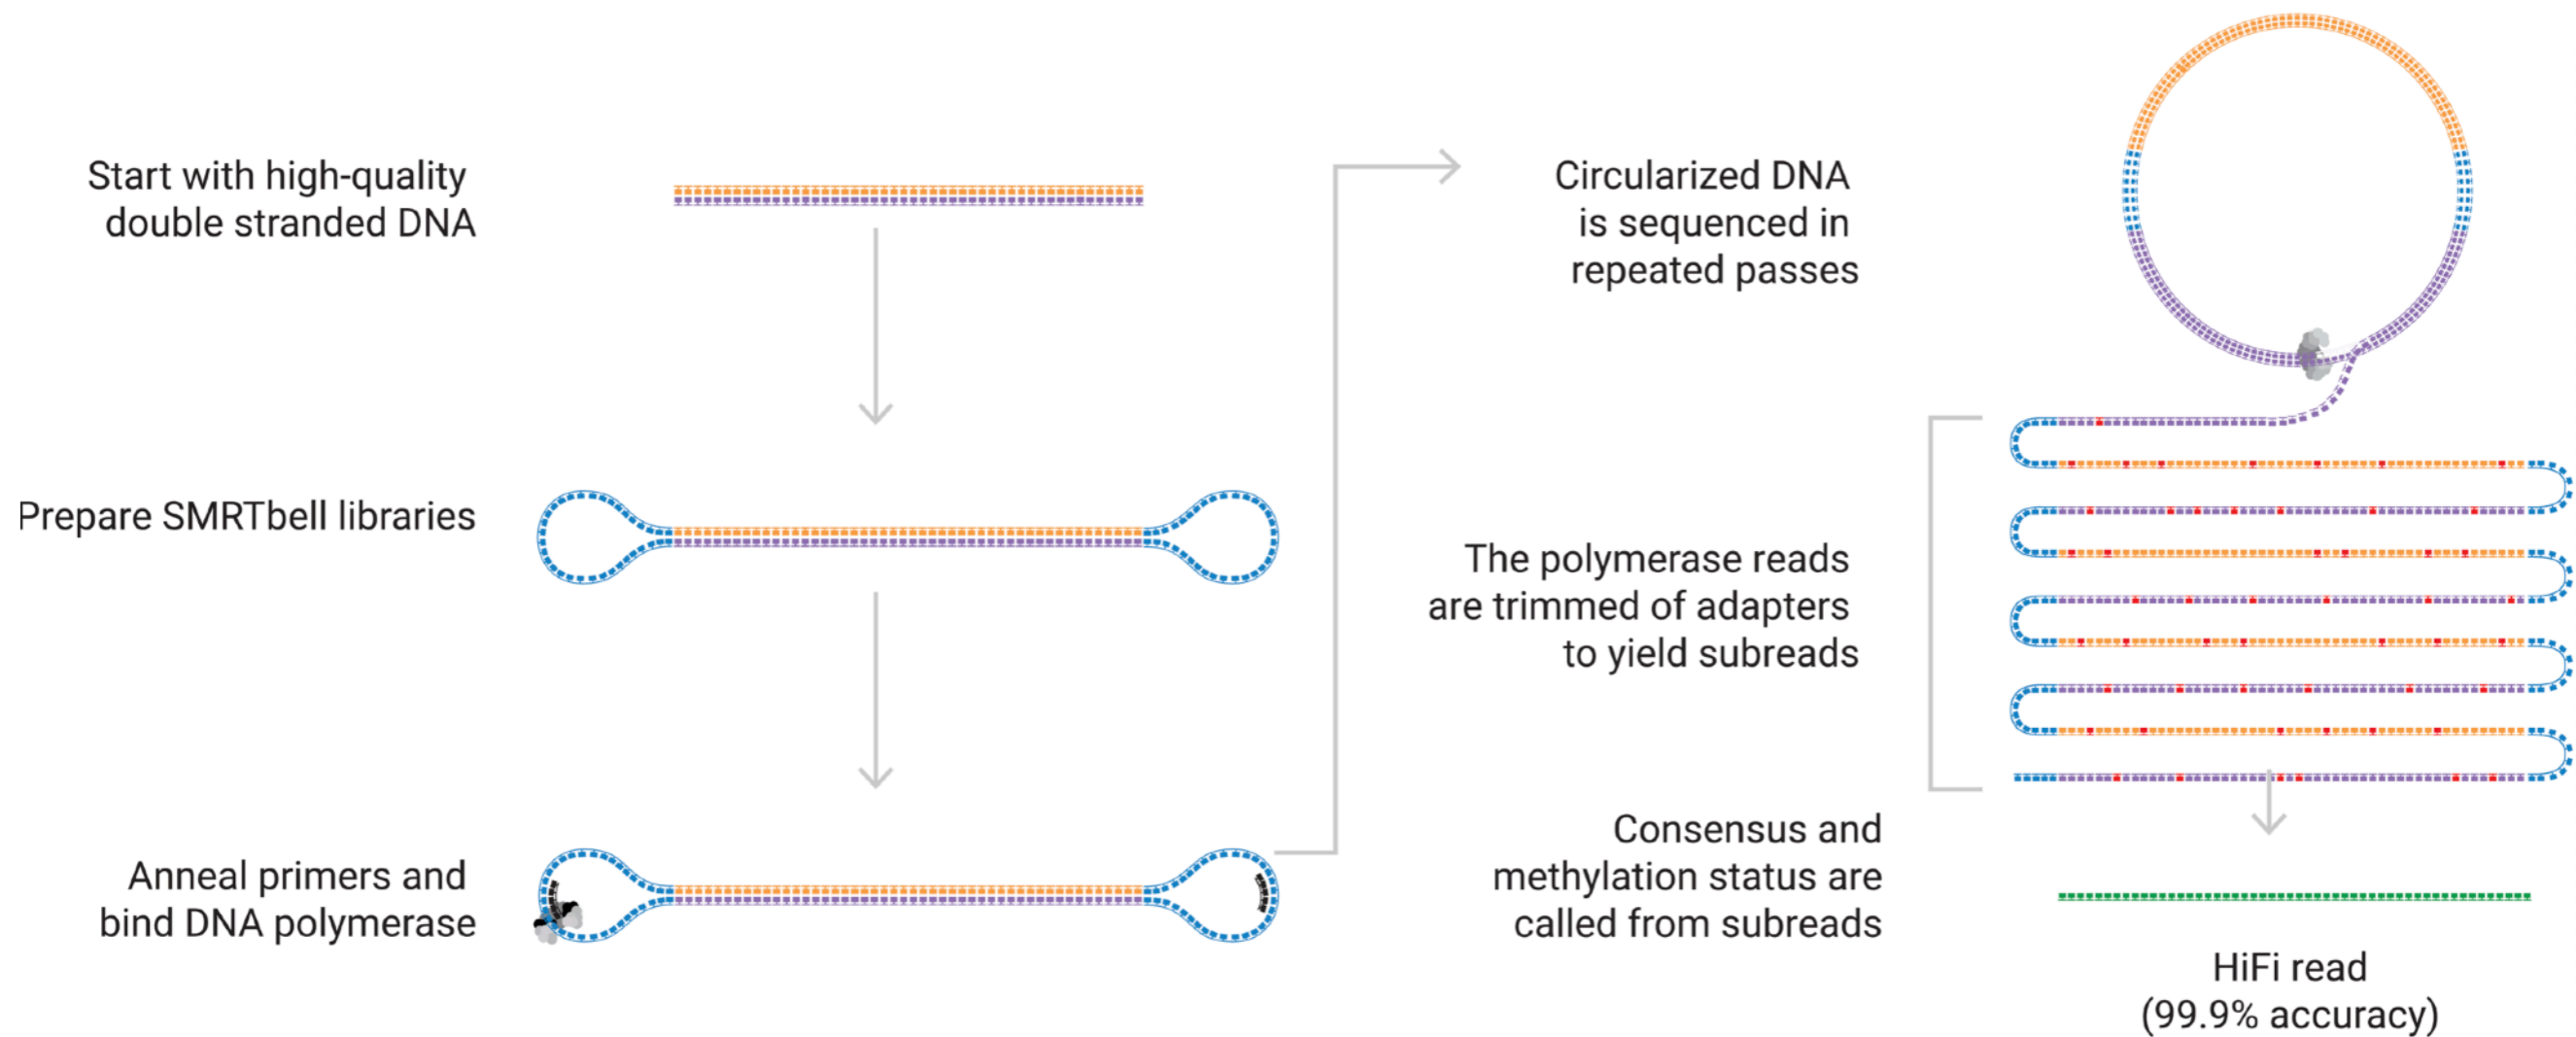 Start with high-quality
double stranded DNA
Prepare SMRTbell libraries
Anneal primers and
bind DNA polymerase
Circularized DNA
is sequenced in
repeated passes
The polymerase reads
are trimmed of adapters
to yield subreads
Consensus and
methylation status are
called from subreads
HiFi read
(99.9% accuracy)